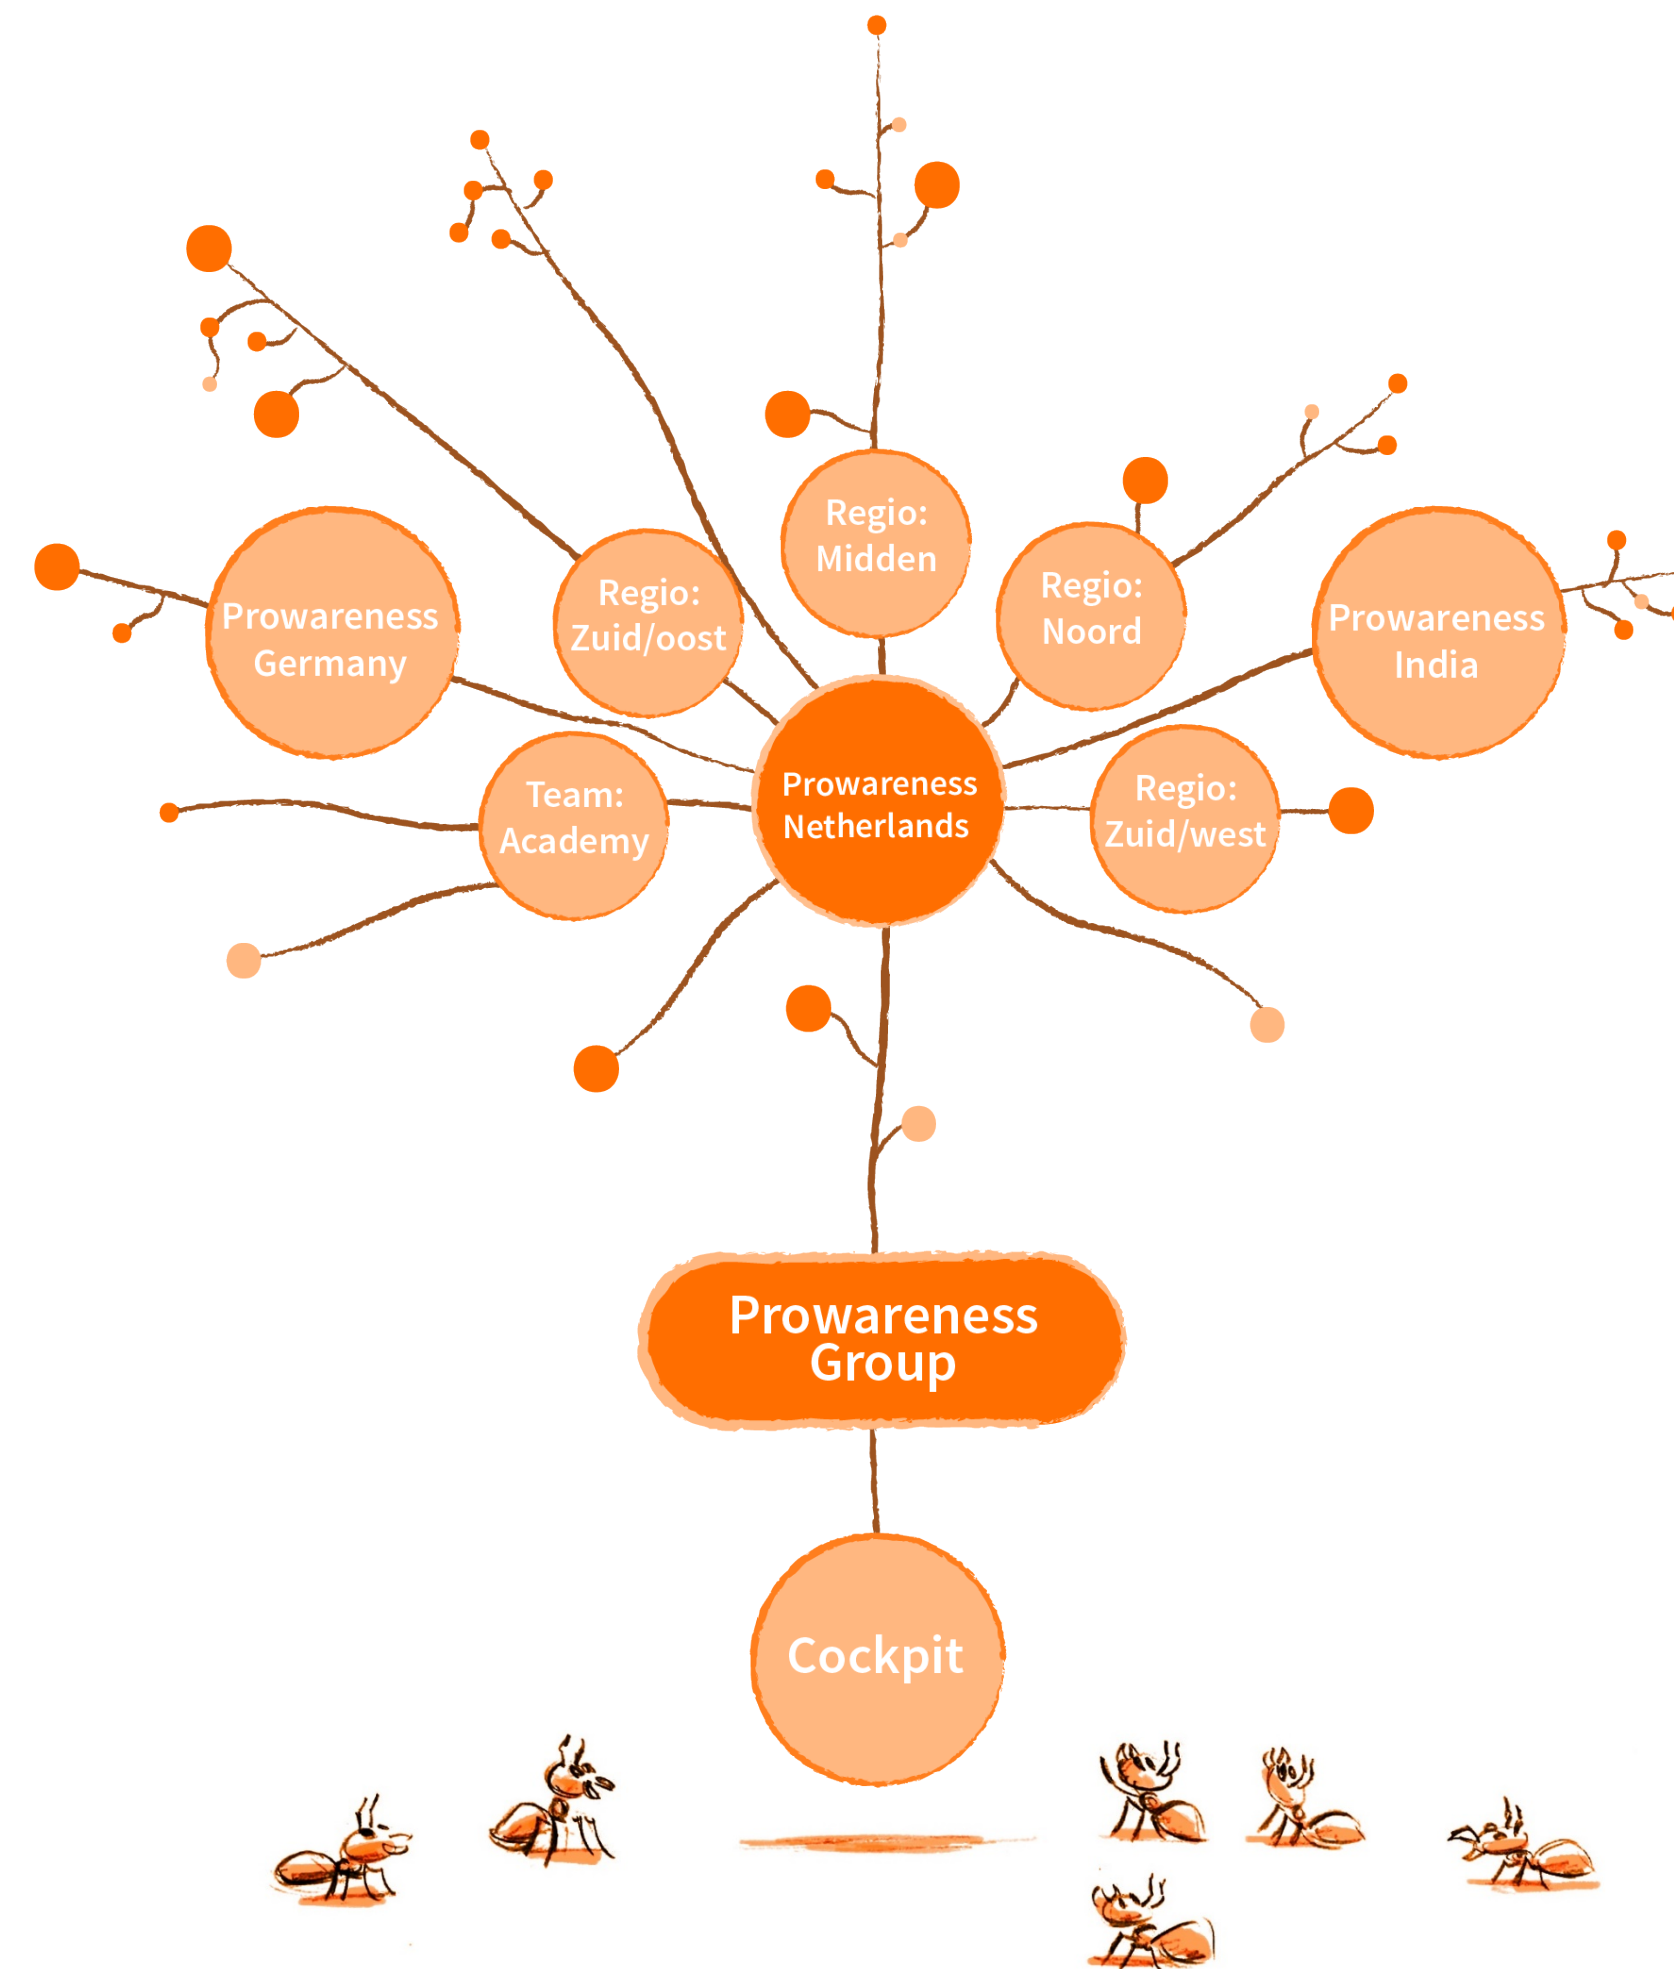 Regio:
Midden
Regio:
Zuid/oost
Regio:
Noord
Prowareness
Germany
Prowareness
India
Team:
Academy
Prowareness
Netherlands
Regio:
Zuid/west
Prowareness
Group
Cockpit